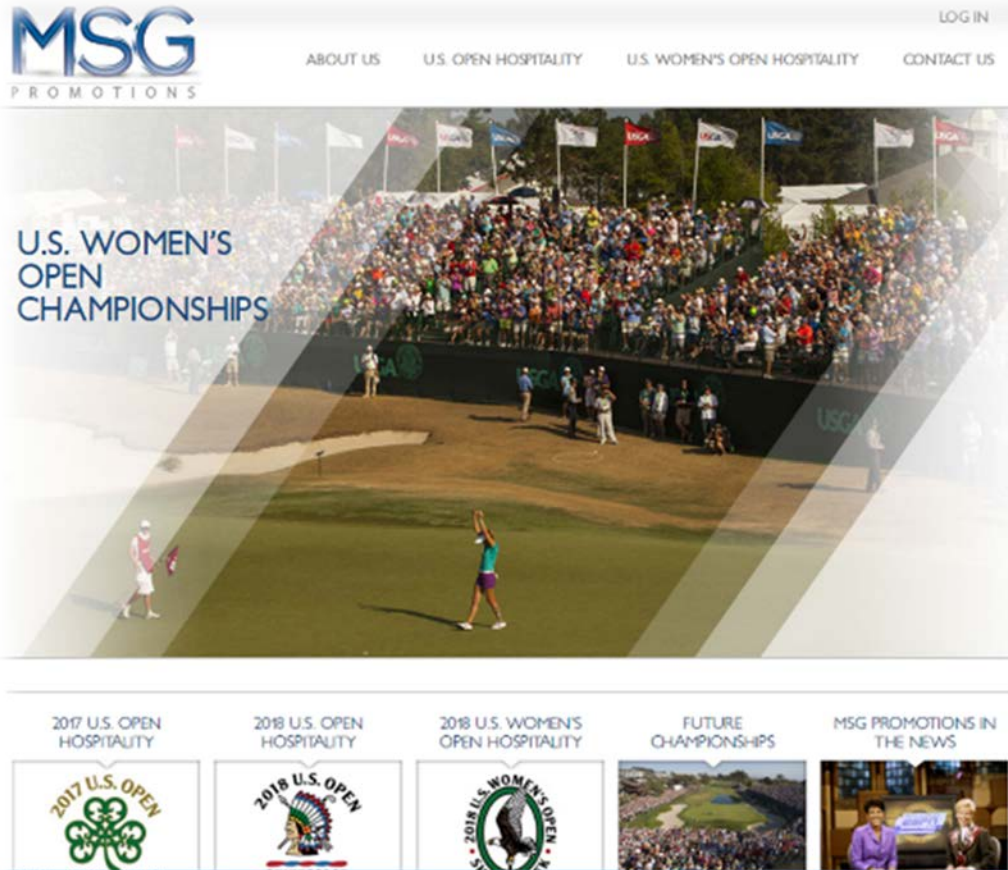 MSG
PROMOTIONS
LOG IN
ABOUT US U.S. OPEN HOSPITALITY U.S. WOMEN'S OPEN HOSPITALITY CONTACT US
U.S. WOMEN'S
OPEN
CHAMPIONSHIPS
USGA
USGA
USGA
USGA
USGA
2017 U.S. OPEN
HOSPITALITY
2018 U.S. OPEN
HOSPITALITY
2018 U.S. WOMEN'S
OPEN HOSPITALITY
FUTURE
CHAMPIONSHIPS
MSG PROMOTIONS IN
THE NEWS
2017 U.S. OPEN
2018 U.S. OPEN
2018 U.S. WOMEN'S OPEN